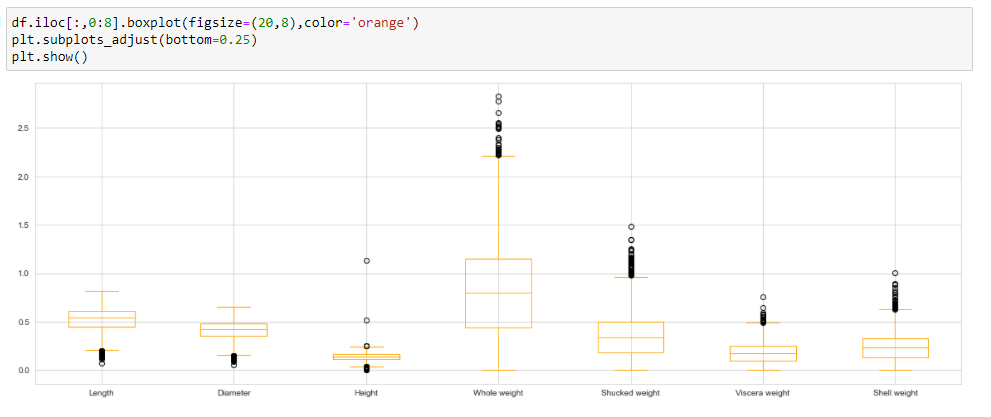 df.iloc[:,0:8].boxplot(figsize=(20,8),color='orange')
plt.subplots_adjust(bottom=0.25)
plt.show()
2.5
2.0
1.5
1.0
0.5
0.0
Length Diameter Height Whole weight Shucked weight Viscera weight Shell weight